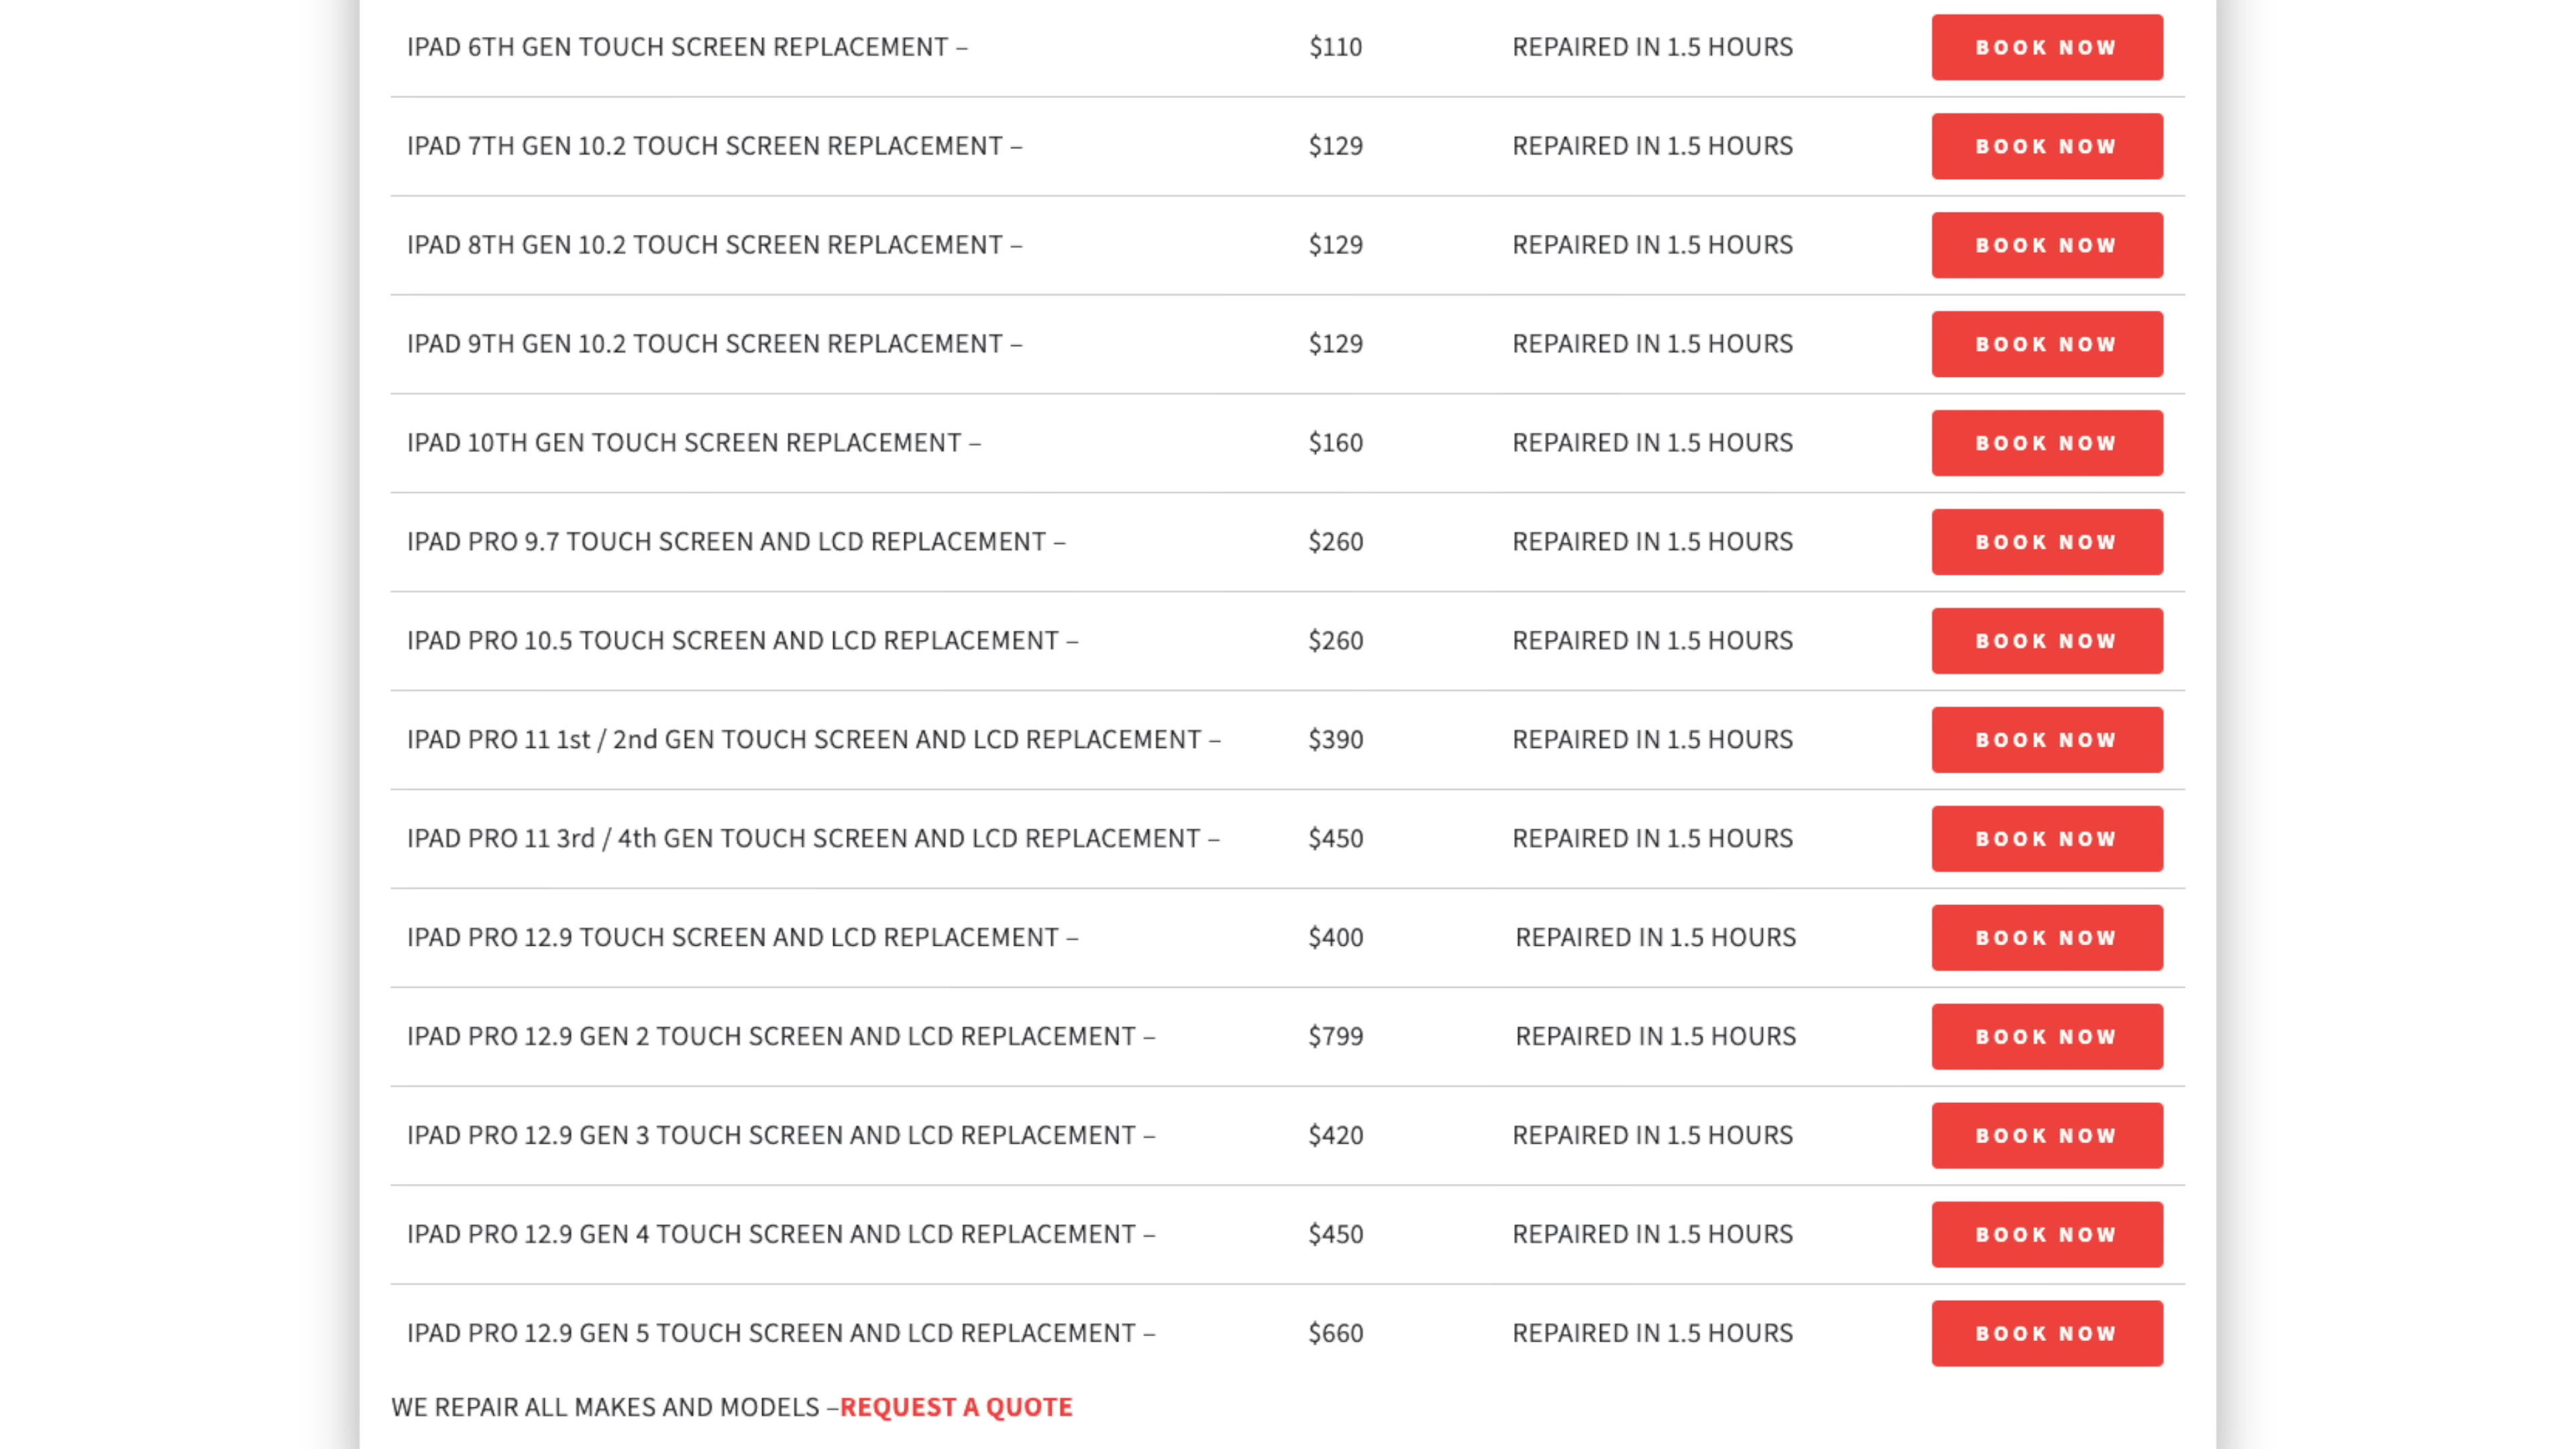 IPAD 6TH GEN TOUCH SCREEN REPLACEMENT – $110 REPAIRED IN 1.5 HOURS BOOK NOW
IPAD 7TH GEN 10.2 TOUCH SCREEN REPLACEMENT – $129 REPAIRED IN 1.5 HOURS BOOK NOW
IPAD 8TH GEN 10.2 TOUCH SCREEN REPLACEMENT – $129 REPAIRED IN 1.5 HOURS BOOK NOW
IPAD 9TH GEN 10.2 TOUCH SCREEN REPLACEMENT – $129 REPAIRED IN 1.5 HOURS BOOK NOW
IPAD 10TH GEN TOUCH SCREEN REPLACEMENT – $160 REPAIRED IN 1.5 HOURS BOOK NOW
IPAD PRO 9.7 TOUCH SCREEN AND LCD REPLACEMENT – $260 REPAIRED IN 1.5 HOURS BOOK NOW
IPAD PRO 10.5 TOUCH SCREEN AND LCD REPLACEMENT – $260 REPAIRED IN 1.5 HOURS BOOK NOW
IPAD PRO 11 1st / 2nd GEN TOUCH SCREEN AND LCD REPLACEMENT – $390 REPAIRED IN 1.5 HOURS BOOK NOW
IPAD PRO 11 3rd / 4th GEN TOUCH SCREEN AND LCD REPLACEMENT – $450 REPAIRED IN 1.5 HOURS BOOK NOW
IPAD PRO 12.9 TOUCH SCREEN AND LCD REPLACEMENT – $400 REPAIRED IN 1.5 HOURS BOOK NOW
IPAD PRO 12.9 GEN 2 TOUCH SCREEN AND LCD REPLACEMENT – $799 REPAIRED IN 1.5 HOURS BOOK NOW
IPAD PRO 12.9 GEN 3 TOUCH SCREEN AND LCD REPLACEMENT – $420 REPAIRED IN 1.5 HOURS BOOK NOW
IPAD PRO 12.9 GEN 4 TOUCH SCREEN AND LCD REPLACEMENT – $450 REPAIRED IN 1.5 HOURS BOOK NOW
IPAD PRO 12.9 GEN 5 TOUCH SCREEN AND LCD REPLACEMENT – $660 REPAIRED IN 1.5 HOURS BOOK NOW
WE REPAIR ALL MAKES AND MODELS –REQUEST A QUOTE